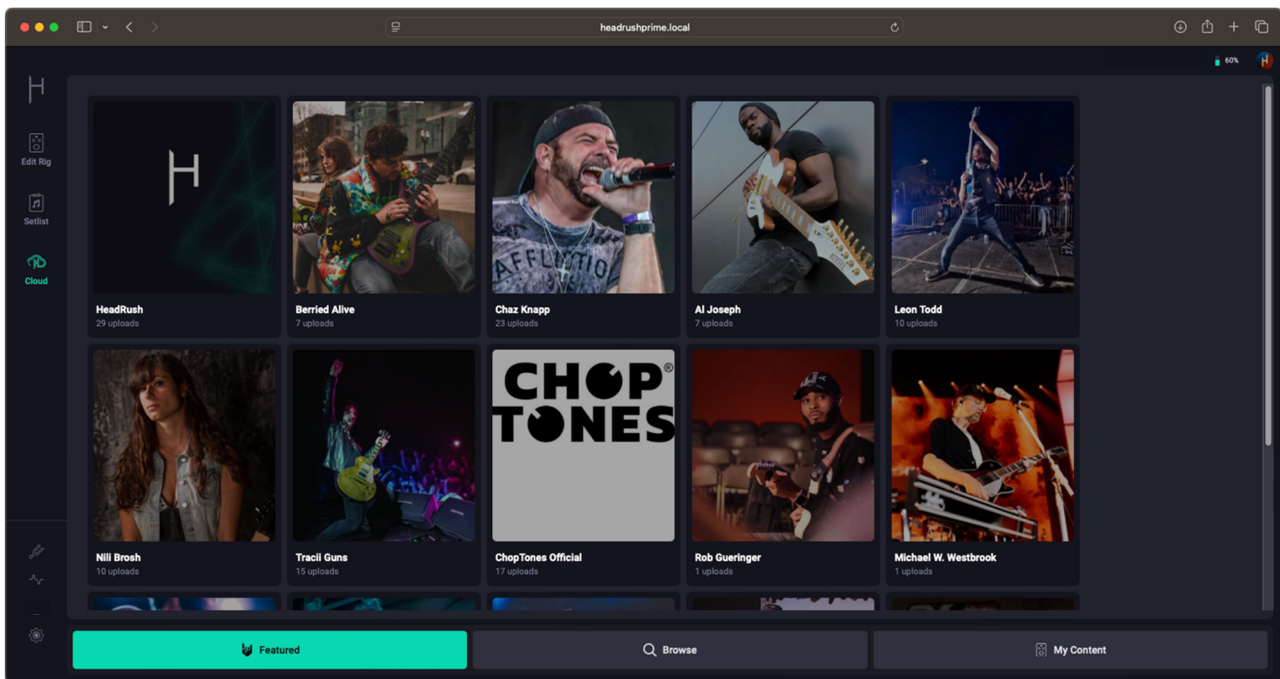 headrushprime.local
60%
H
H
Edit Rig
Setlist
Cloud
H
HeadRush
29 uploads
Berried Alive
7 uploads
AFFLICTIO
Chaz Knapp
23 uploads
Al Joseph
7 uploads
Leon Todd
10 uploads
Nili Brosh
10 uploads
Tracii Guns
15 uploads
CHOP®
TONES
ChopTones Official
17 uploads
Rob Gueringer
1 uploads
Michael W. Westbrook
1 uploads
Featured
Browse
My Content